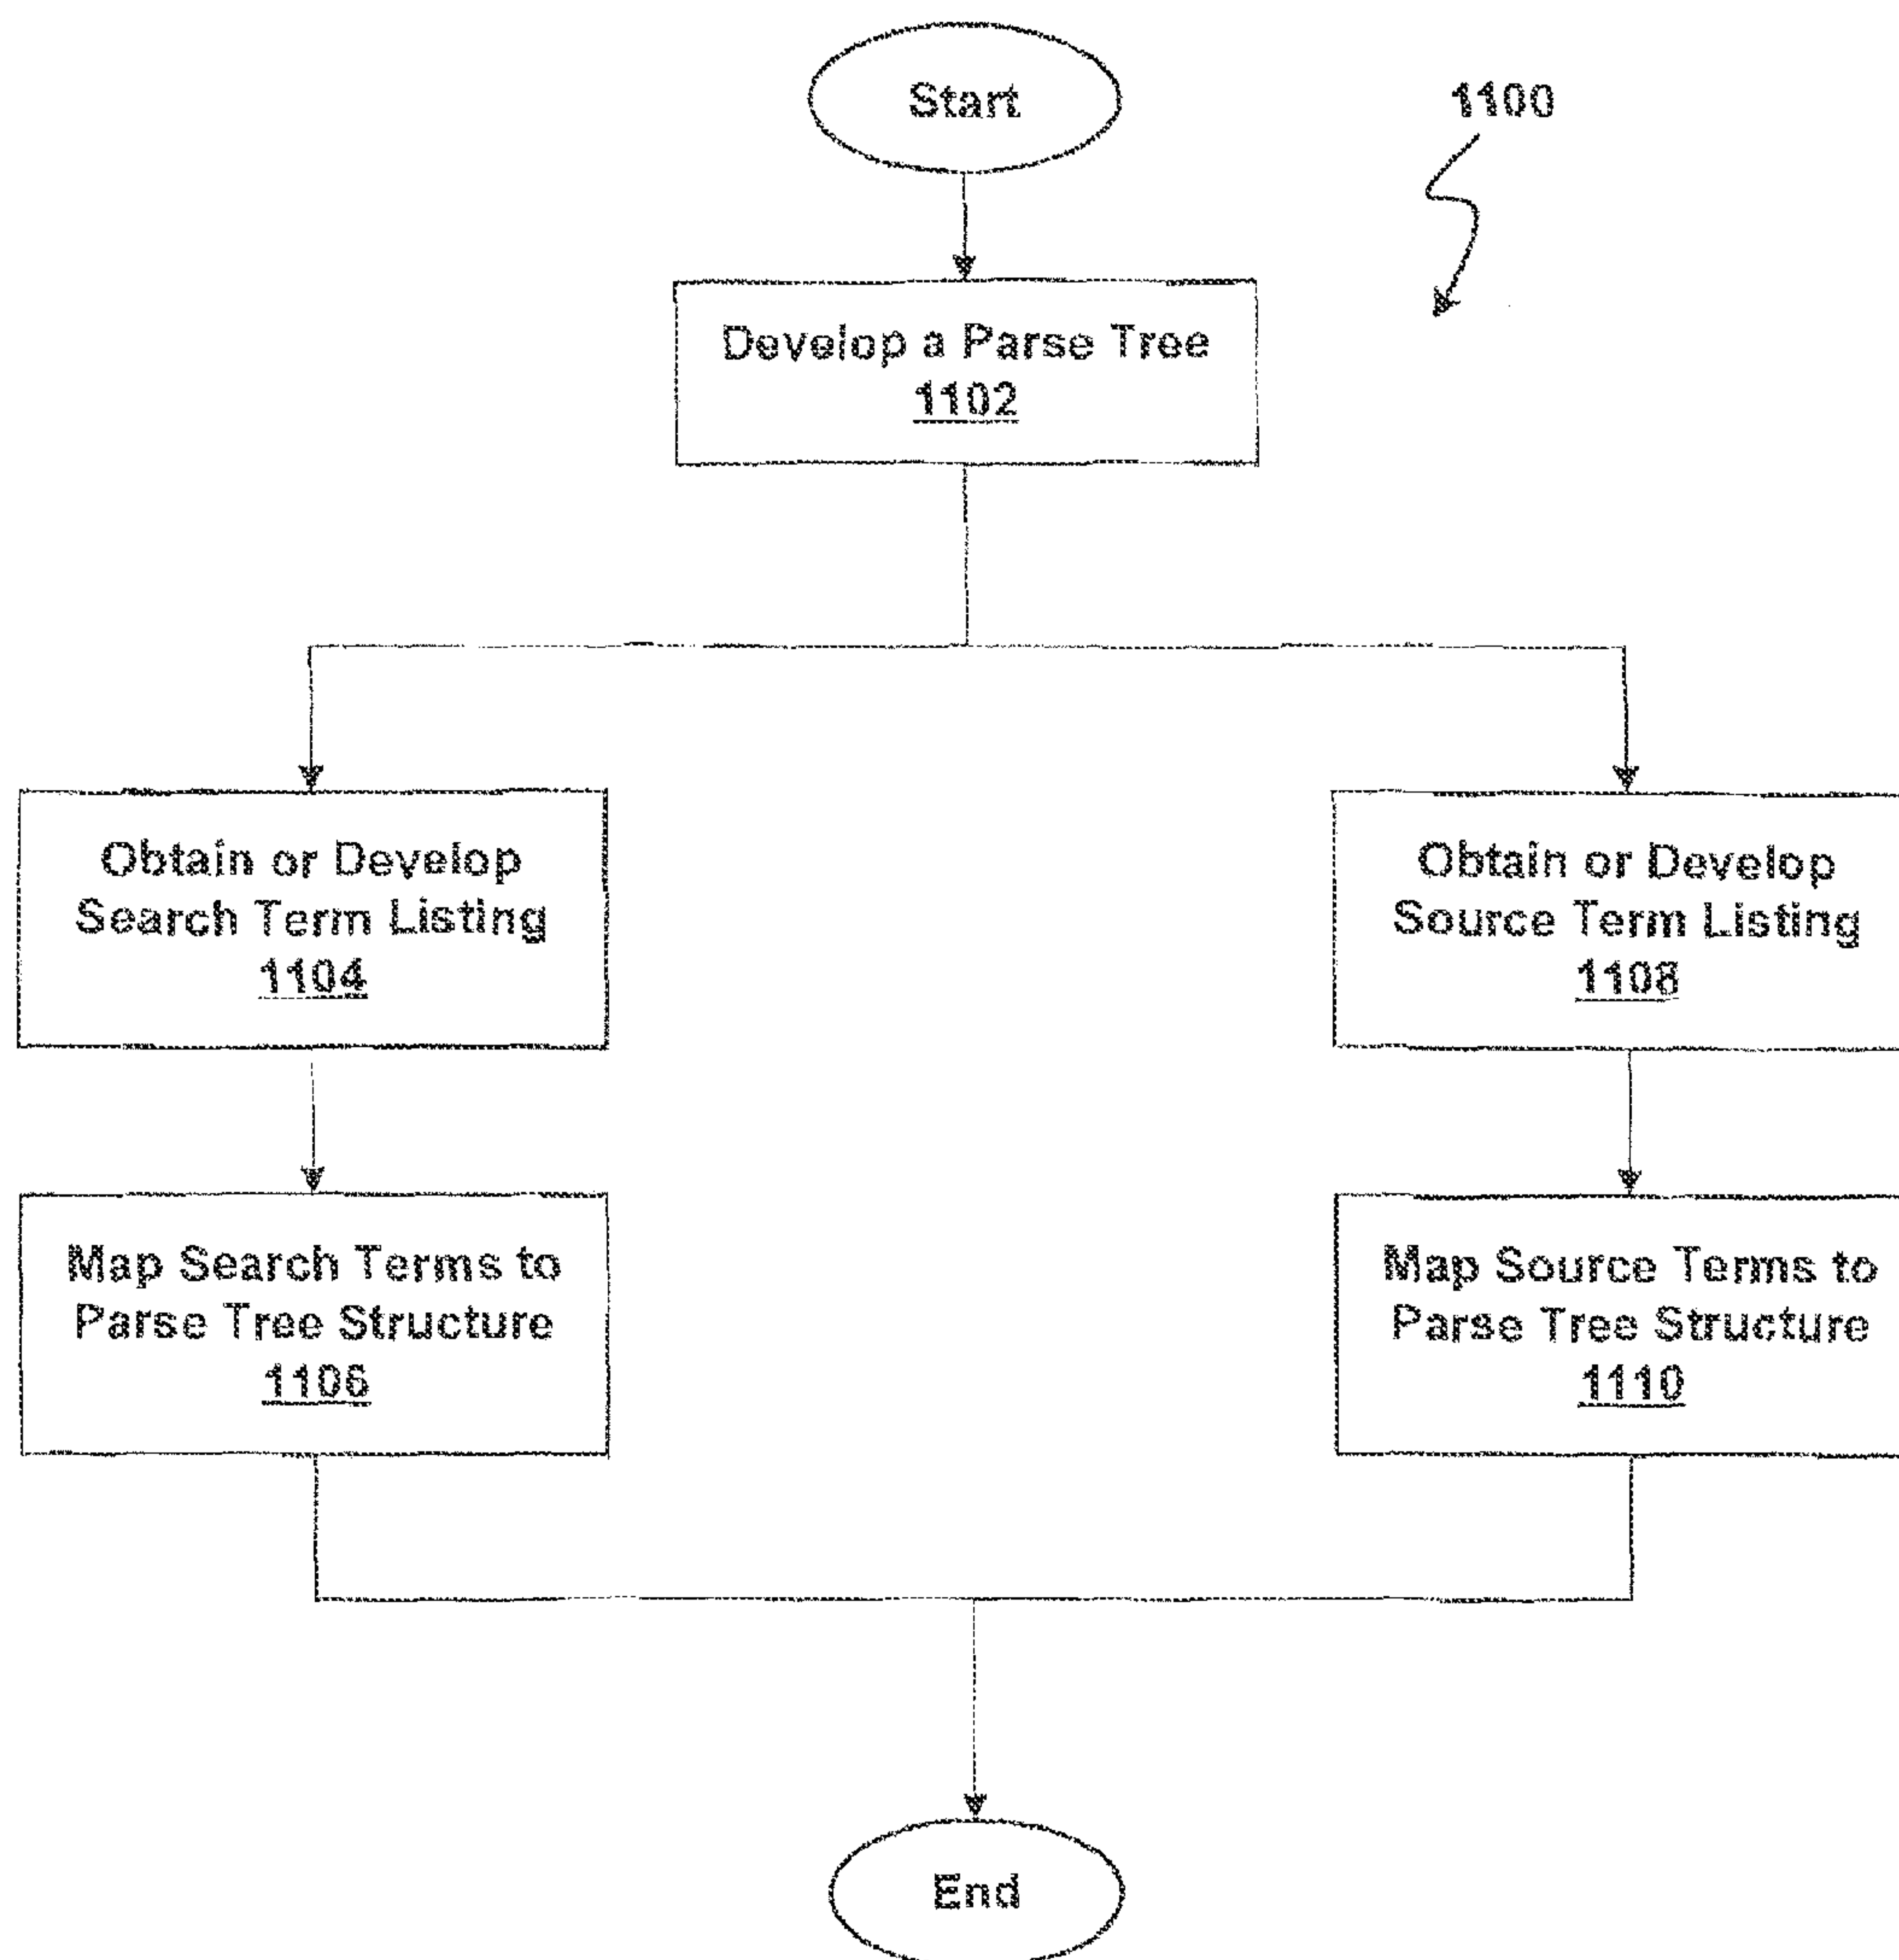 Start
1100
Develop a Parse Tree
1102
Obtain or Develop
Search Term Listing
1104
Obtain or Develop
Source Term Listing
1108
Map Search Terms to
Parse Tree Structure
1106
Map Source Terms to
Parse Tree Structure
1110
End